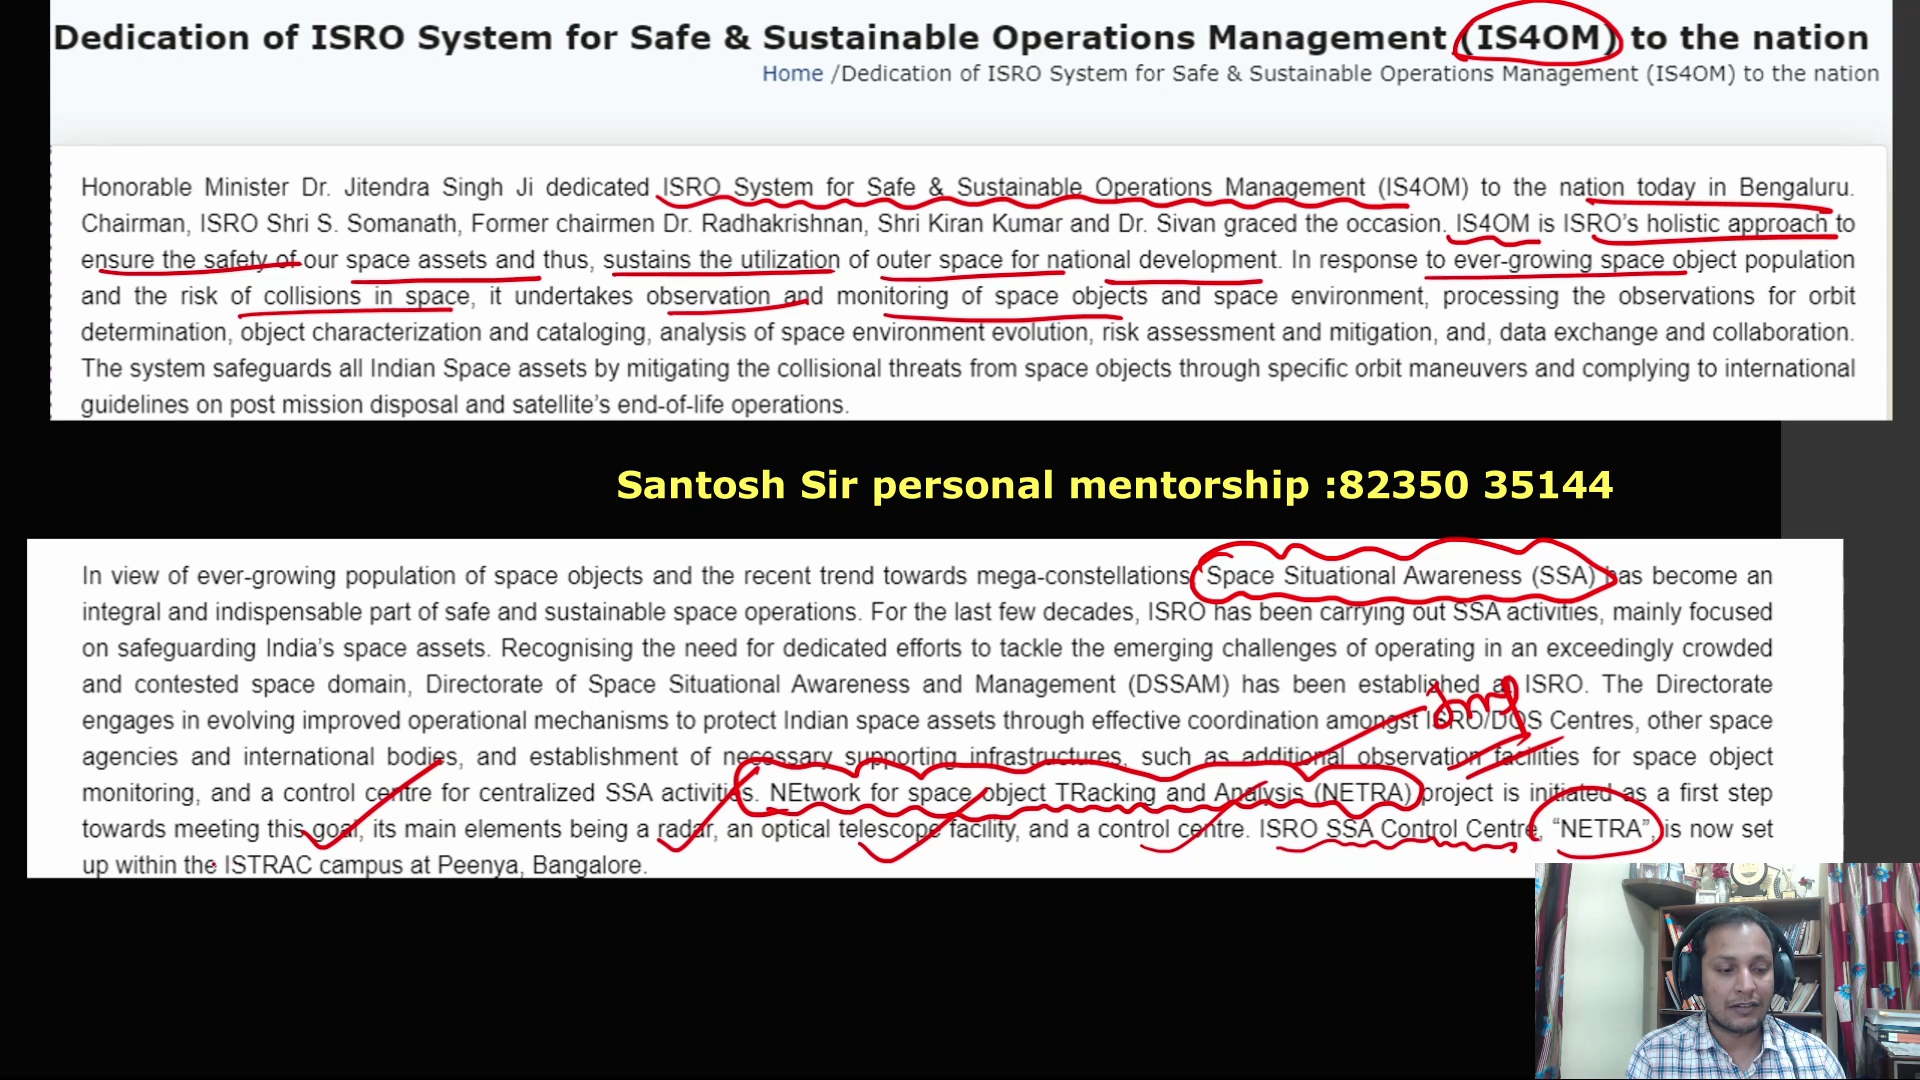 Dedication of ISRO System for Safe & Sustainable Operations Management (IS4OM) to the nation
Home /Dedication of ISRO System for Safe & Sustainable Operations Management (IS4OM) to the nation
Honorable Minister Dr. Jitendra Singh Ji dedicated ISRO System for Safe & Sustainable Operations Management (IS4OM) to the nation today in Bengaluru.
Chairman, ISRO Shri S. Somanath, Former chairmen Dr. Radhakrishnan, Shri Kiran Kumar and Dr. Sivan graced the occasion. IS4OM is ISRO’s holistic approach to
ensure the safety of our space assets and thus, sustains the utilization of outer space for national development. In response to ever-growing space object population
and the risk of collisions in space, it undertakes observation and monitoring of space objects and space environment, processing the observations for orbit
determination, object characterization and cataloging, analysis of space environment evolution, risk assessment and mitigation, and, data exchange and collaboration.
The system safeguards all Indian Space assets by mitigating the collisional threats from space objects through specific orbit maneuvers and complying to international
guidelines on post mission disposal and satellite’s end-of-life operations.
Santosh Sir personal mentorship :82350 35144
In view of ever-growing population of space objects and the recent trend towards mega-constellations, Space Situational Awareness (SSA) has become an
integral and indispensable part of safe and sustainable space operations. For the last few decades, ISRO has been carrying out SSA activities, mainly focused
on safeguarding India’s space assets. Recognising the need for dedicated efforts to tackle the emerging challenges of operating in an exceedingly crowded
and contested space domain, Directorate of Space Situational Awareness and Management (DSSAM) has been established at ISRO. The Directorate
Imp
engages in evolving improved operational mechanisms to protect Indian space assets through effective coordination amongst ISRO/DOS Centres, other space
agencies and international bodies, and establishment of necessary supporting infrastructures, such as additional observation facilities for space object
monitoring, and a control centre for centralized SSA activities. NEtwork for space object TRacking and Analysis (NETRA) project is initiated as a first step
towards meeting this goal, its main elements being a radar, an optical telescope facility, and a control centre. ISRO SSA Control Centre, “NETRA”, is now set
up within the ISTRAC campus at Peenya, Bangalore.